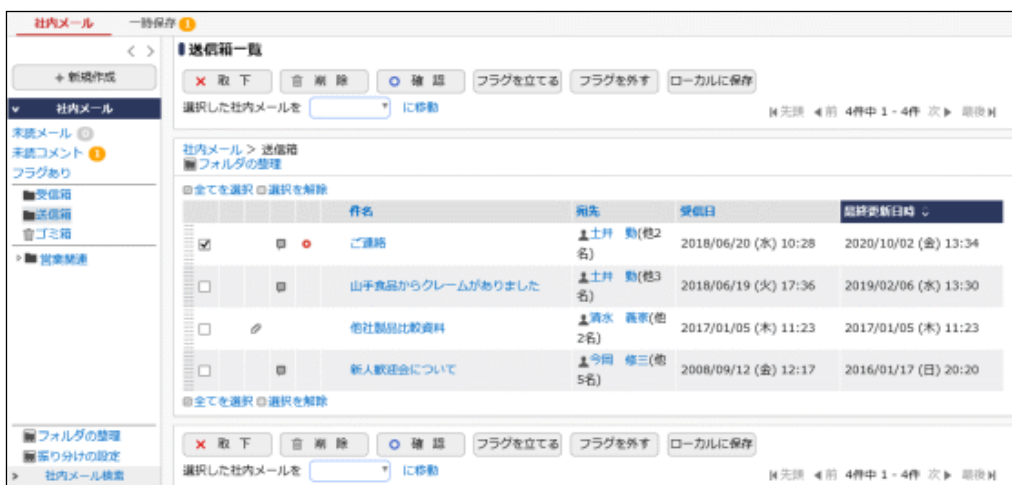 社内メール 一時保存 1
< >
+ 新規作成
社内メール
未読メール 0
未読コメント 1
フラグあり
受信箱
送信箱
ゴミ箱
営業関連
フォルダの整理
振り分けの設定
> 社内メール検索
送信箱一覧
取 下 削 除 確 認 フラグを立てる フラグを外す ローカルに保存
選択した社内メールを に移動 先頭 前 4件中 1 - 4件 次 最後
社内メール > 送信箱
フォルダの整理
全てを選択 選択を解除
件名 宛先 受信日 最終更新日時
ご連絡 土井 勤(他2名) 2018/06/20 (水) 10:28 2020/10/02 (金) 13:34
山手食品からクレームがありました 土井 勤(他3名) 2018/06/19 (火) 17:36 2019/02/06 (水) 13:30
他社製品比較資料 清水 (他2名) 2017/01/05 (木) 11:23 2017/01/05 (木) 11:23
新人歓迎会について 今岡 修三(他5名) 2008/09/12 (金) 12:17 2016/01/17 (日) 20:20
全てを選択 選択を解除
取 下 削 除 確 認 フラグを立てる フラグを外す ローカルに保存
選択した社内メールを に移動 先頭 前 4件中 1 - 4件 次 最後